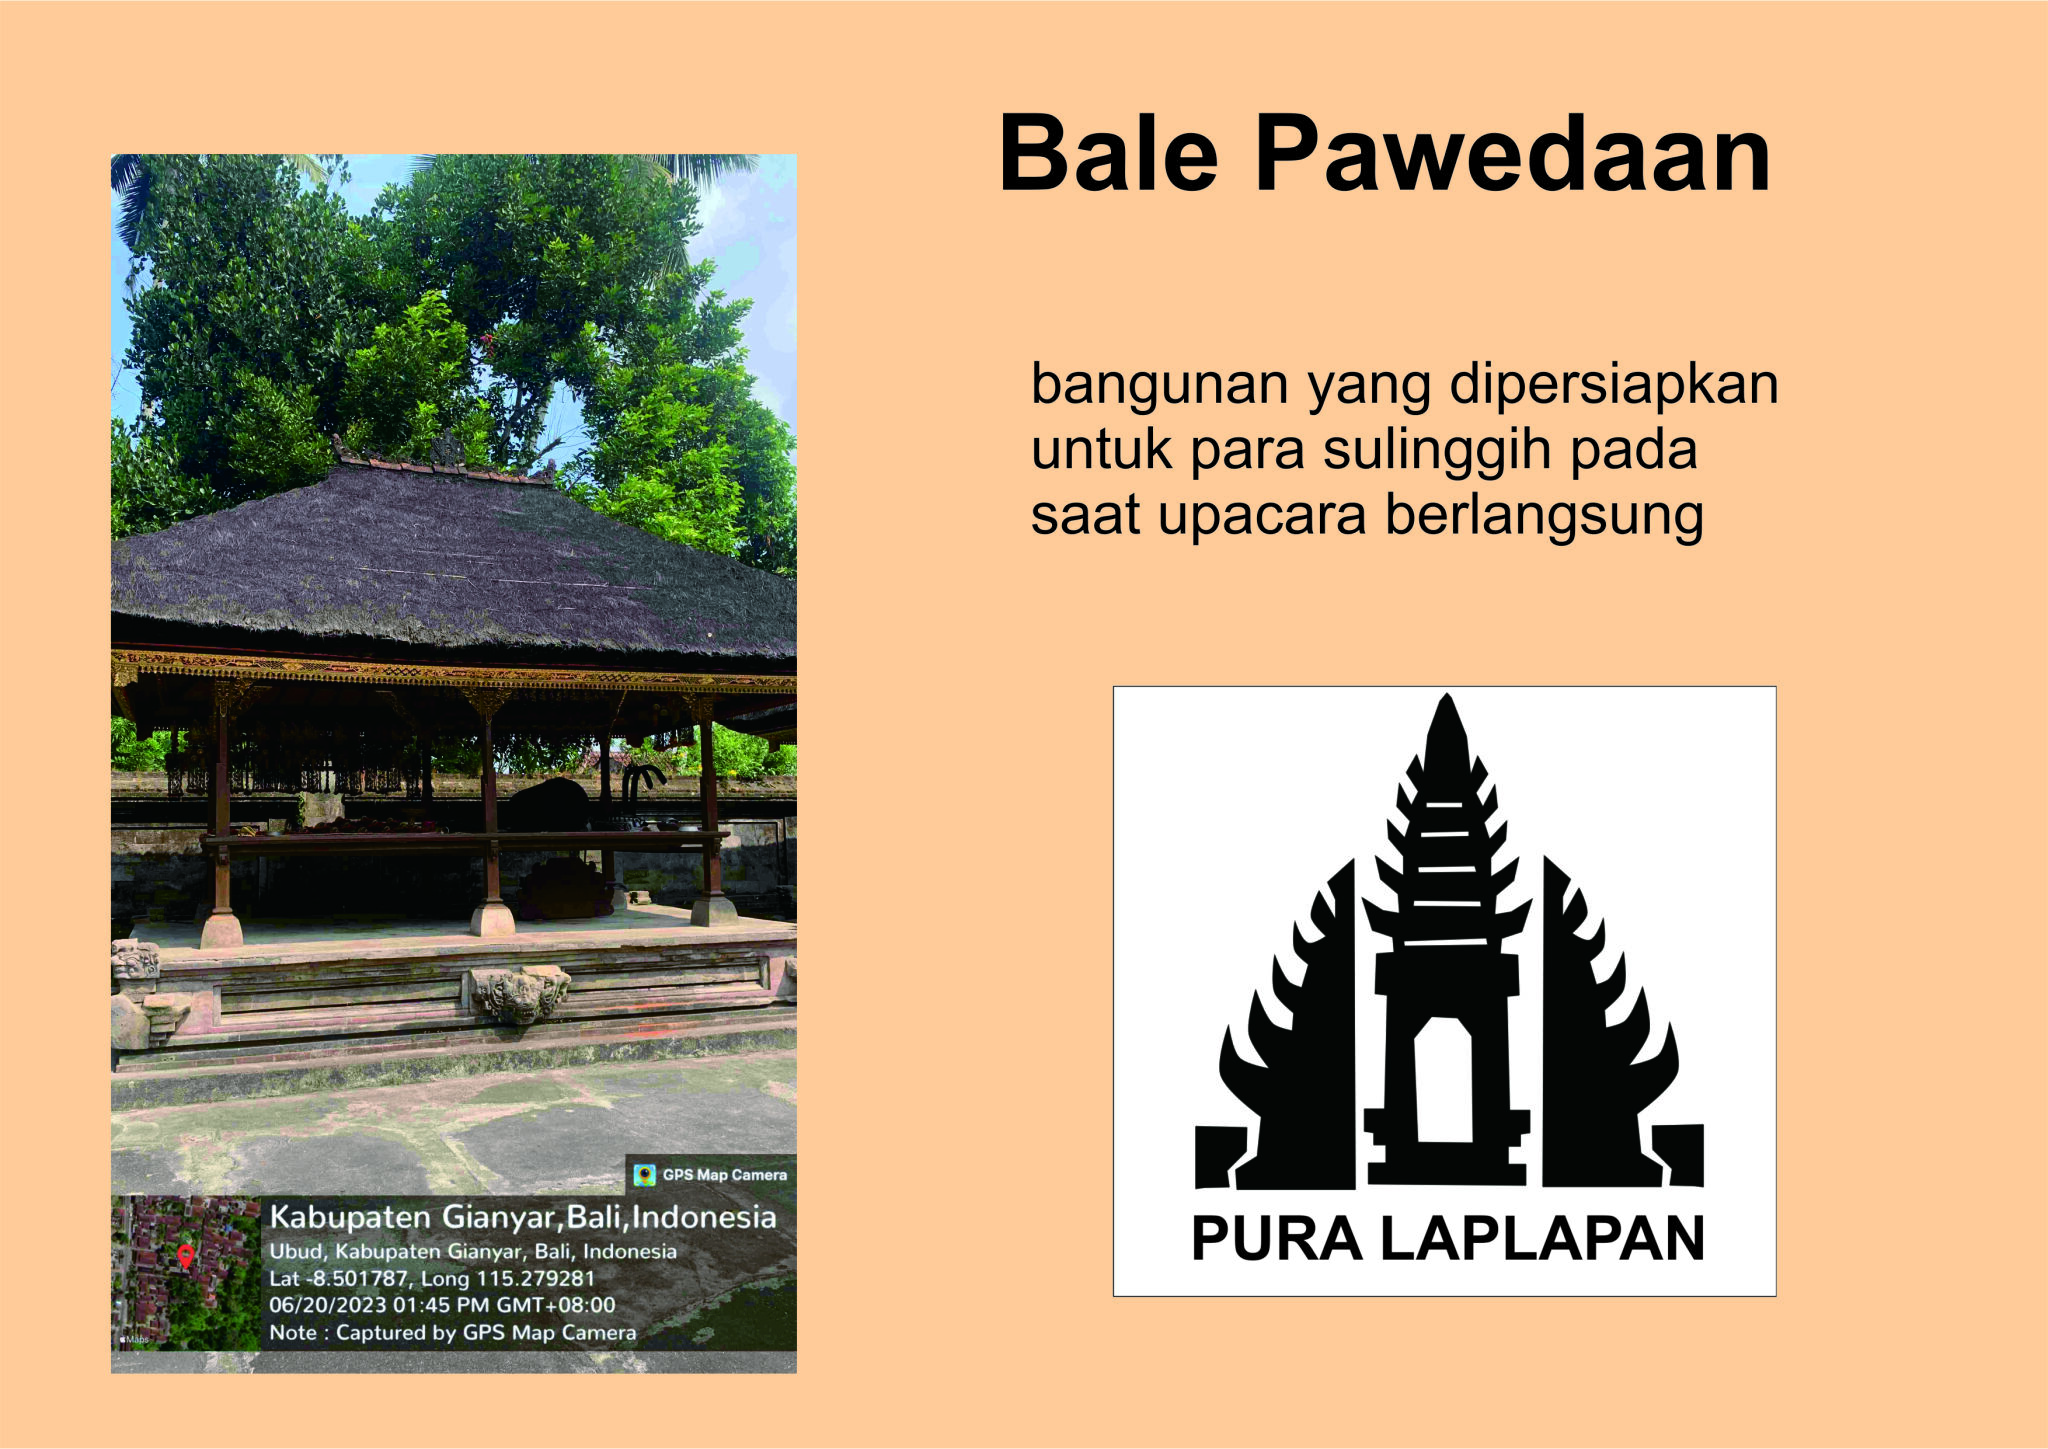 Bale Pawedaan
bangunan yang dipersiapkan
untuk para sulinggih pada
saat upacara berlangsung
PURA LAPLAPAN
GPS Map Camera
Kabupaten Gianyar,Bali,Indonesia
Ubud, Kabupaten Gianyar, Bali, Indonesia
Lat -8.501787, Long 115.279281
06/20/2023 01:45 PM GMT+08:00
Note : Captured by GPS Map Camera
Maps